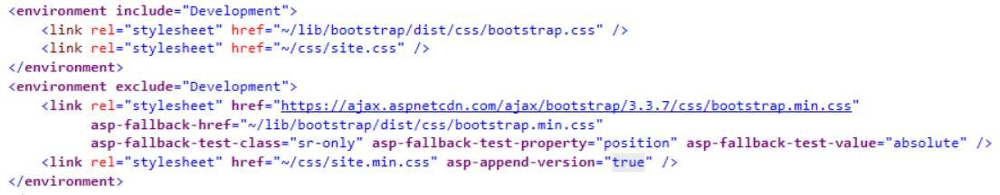 <environment include="Development">
    <link rel="stylesheet" href="~/lib/bootstrap/dist/css/bootstrap.css" />
    <link rel="stylesheet" href="~/css/site.css" />
</environment>
<environment exclude="Development">
    <link rel="stylesheet" href="https://ajax.aspnetcdn.com/ajax/bootstrap/3.3.7/css/bootstrap.min.css"
          asp-fallback-href="~/lib/bootstrap/dist/css/bootstrap.min.css"
          asp-fallback-test-class="sr-only" asp-fallback-test-property="position" asp-fallback-test-value="absolute" />
    <link rel="stylesheet" href="~/css/site.min.css" asp-append-version="true" />
</environment>